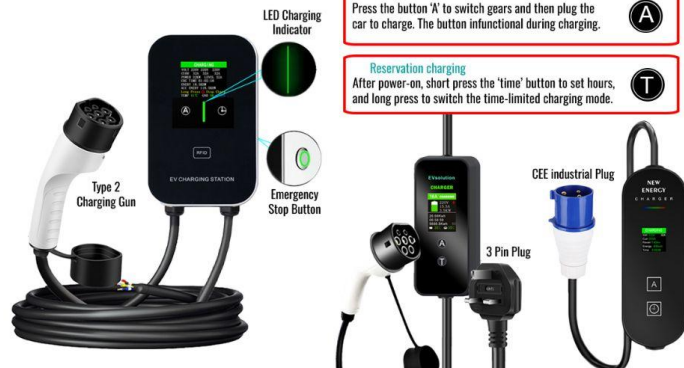 LED Charging
Indicator
CHARGING
RFID
EV CHARGING STATION
Type 2
Charging Gun
Emergency
Stop Button
Press the button 'A' to switch gears and then plug the
car to charge. The button infunctional during charging.
A
Reservation charging
After power-on, short press the 'time' button to set hours,
and long press to switch the time-limited charging mode.
T
EVsolution
CHARGER
A
T
3 Pin Plug
CEE industrial Plug
NEW
ENERGY
CHARGER
A